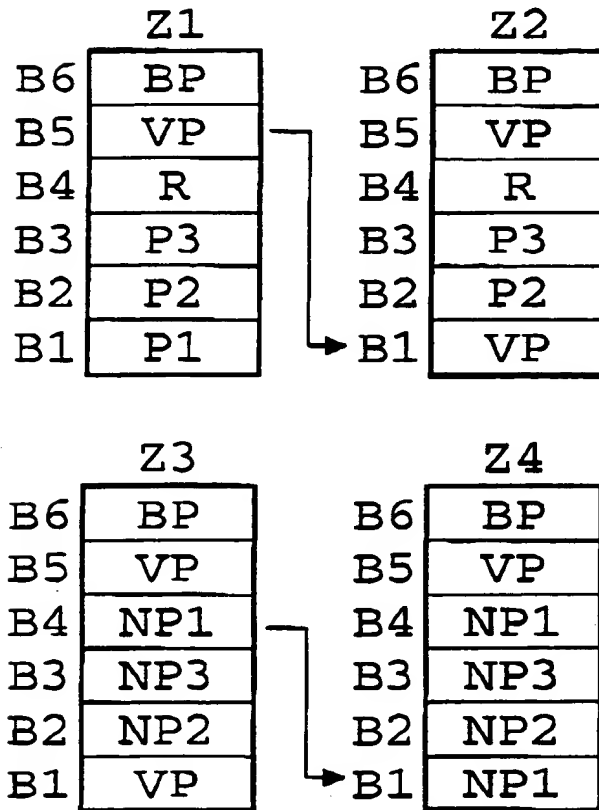 Z1 Z2
B6 BP B6 BP
B5 VP B5 VP
B4 R B4 R
B3 P3 B3 P3
B2 P2 B2 P2
B1 P1 B1 VP
Z3 Z4
B6 BP B6 BP
B5 VP B5 VP
B4 NP1 B4 NP1
B3 NP3 B3 NP3
B2 NP2 B2 NP2
B1 VP B1 NP1